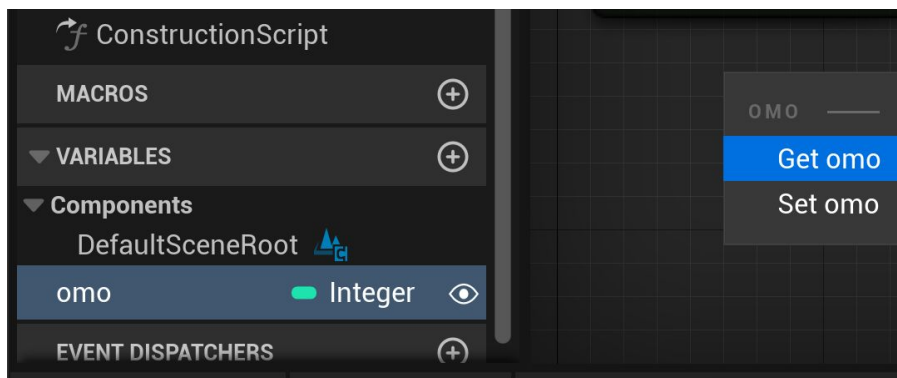 ConstructionScript
MACROS
VARIABLES
Components
DefaultSceneRoot
omo Integer
EVENT DISPATCHERS
OMO
Get omo
Set omo